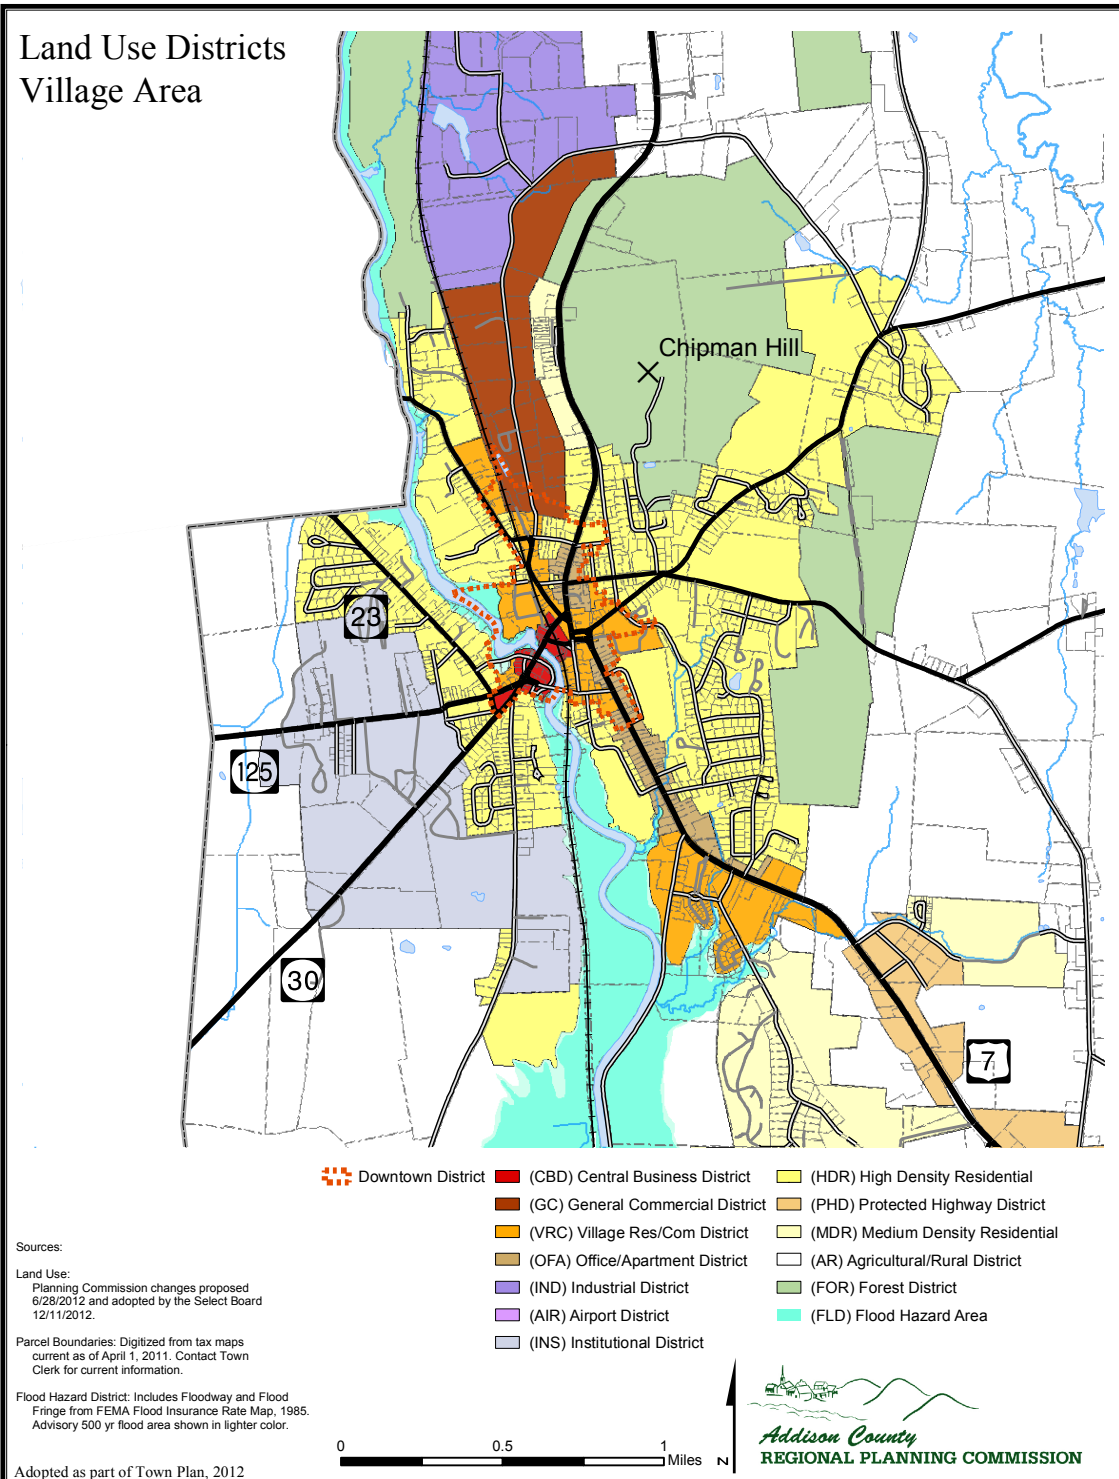 Land Use Districts
Village Area
Chipman Hill
23
125
30
7
Downtown District
(CBD) Central Business District
(GC) General Commercial District
(VRC) Village Res/Com District
(OFA) Office/Apartment District
(IND) Industrial District
(AIR) Airport District
(INS) Institutional District
(HDR) High Density Residential
(PHD) Protected Highway District
(MDR) Medium Density Residential
(AR) Agricultural/Rural District
(FOR) Forest District
(FLD) Flood Hazard Area
Sources:
Land Use:
Planning Commission changes proposed
6/28/2012 and adopted by the Select Board
12/11/2012.
Parcel Boundaries: Digitized from tax maps
current as of April 1, 2011. Contact Town
Clerk for current information.
Flood Hazard District: Includes Floodway and Flood
Fringe from FEMA Flood Insurance Rate Map, 1985.
Advisory 500 yr flood area shown in lighter color.
Adopted as part of Town Plan, 2012
0 0.5 1
Miles
N
Addison County
REGIONAL PLANNING COMMISSION